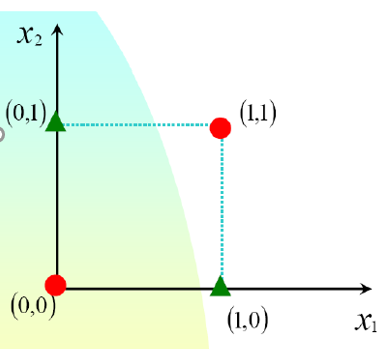 x₂
(0,1)
(1,1)
(0,0)
(1,0)
x₁